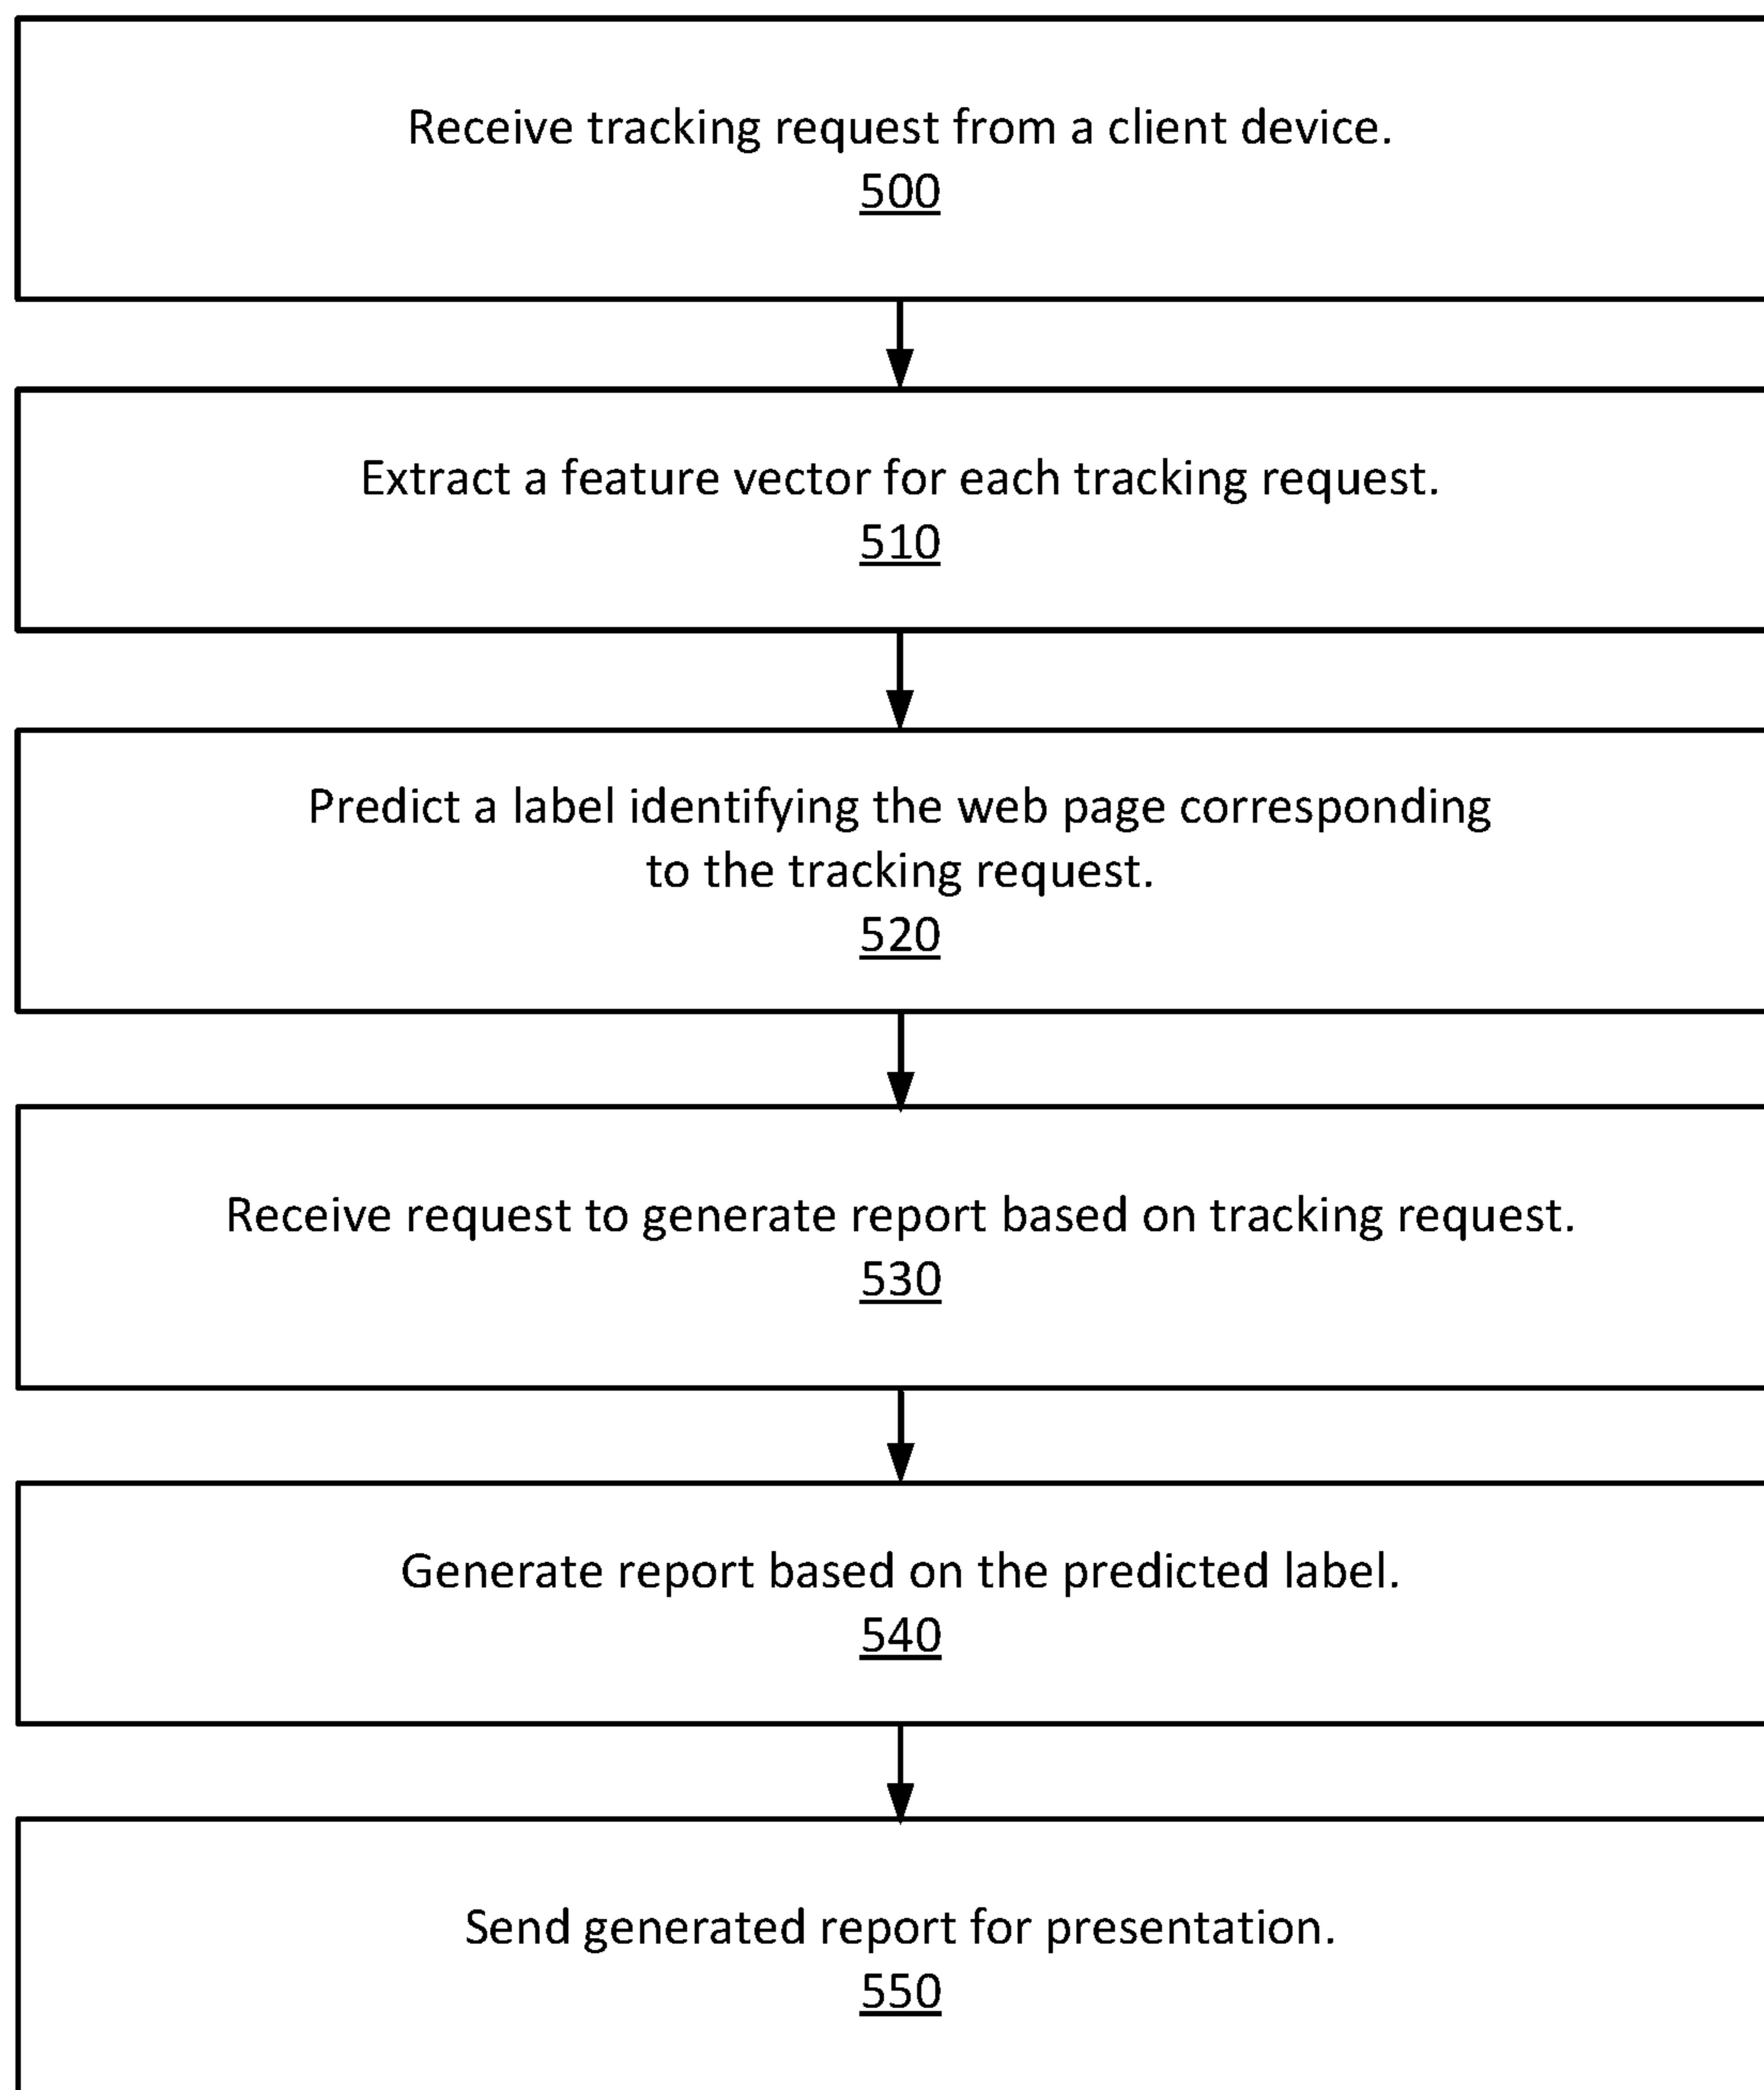 Receive tracking request from a client device.
500
Extract a feature vector for each tracking request.
510
Predict a label identifying the web page corresponding
to the tracking request.
520
Receive request to generate report based on tracking request.
530
Generate report based on the predicted label.
540
Send generated report for presentation.
550